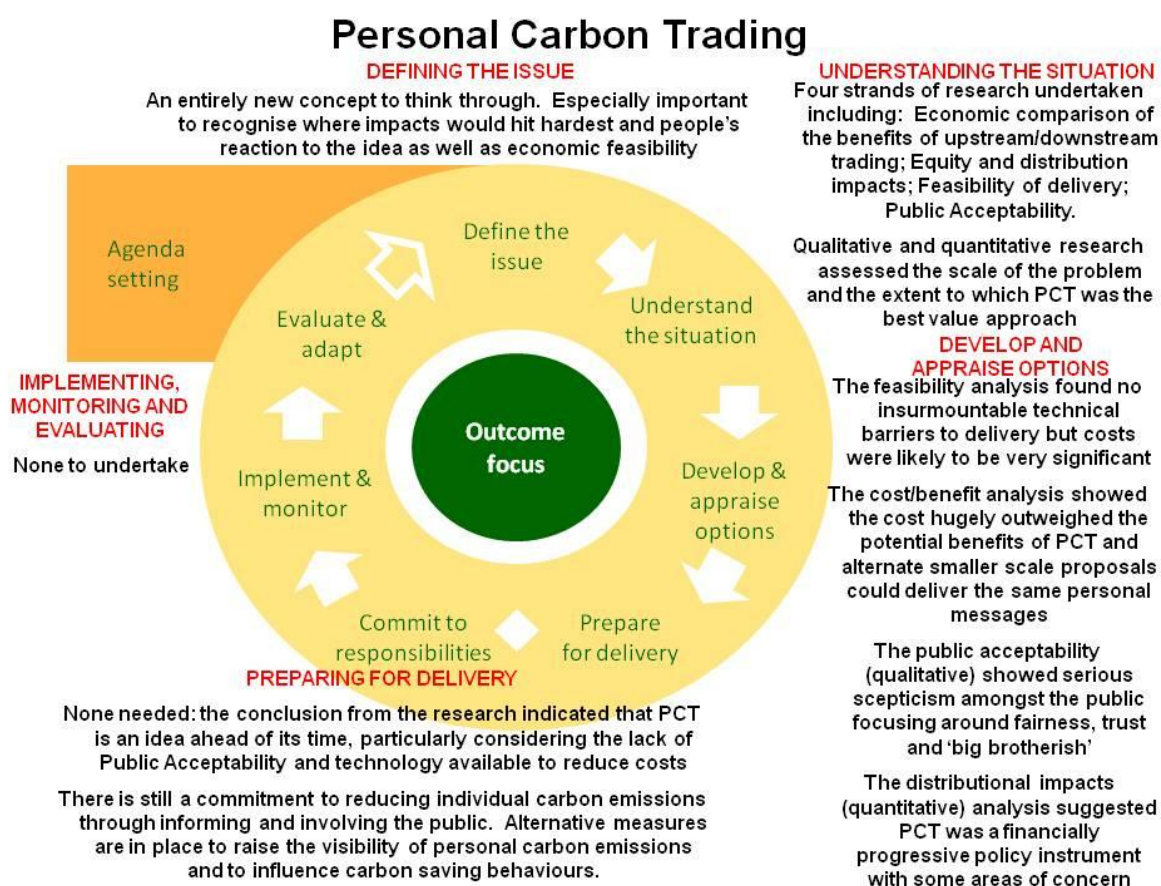 Personal Carbon Trading
DEFINING THE ISSUE
An entirely new concept to think through. Especially important
to recognise where impacts would hit hardest and people's
reaction to the idea as well as economic feasibility
UNDERSTANDING THE SITUATION
Four strands of research undertaken
including: Economic comparison of
the benefits of upstream/downstream
trading; Equity and distribution
impacts; Feasibility of delivery;
Public Acceptability.
Qualitative and quantitative research
assessed the scale of the problem
and the extent to which PCT was the
best value approach
DEVELOP AND
APPRAISE OPTIONS
The feasibility analysis found no
insurmountable technical
barriers to delivery but costs
were likely to be very significant
The cost/benefit analysis showed
the cost hugely outweighed the
potential benefits of PCT and
alternate smaller scale proposals
could deliver the same personal
messages
The public acceptability
(qualitative) showed serious
scepticism amongst the public
focusing around fairness, trust
and 'big brotherish'
The distributional impacts
(quantitative) analysis suggested
PCT was a financially
progressive policy instrument
with some areas of concern
Agenda
setting
Define the
issue
Understand
the situation
Develop &
appraise
options
Prepare
for delivery
Commit to
responsibilities
Implement &
monitor
Evaluate &
adapt
Outcome
focus
IMPLEMENTING,
MONITORING AND
EVALUATING
None to undertake
PREPARING FOR DELIVERY
None needed: the conclusion from the research indicated that PCT
is an idea ahead of its time, particularly considering the lack of
Public Acceptability and technology available to reduce costs
There is still a commitment to reducing individual carbon emissions
through informing and involving the public. Alternative measures
are in place to raise the visibility of personal carbon emissions
and to influence carbon saving behaviours.